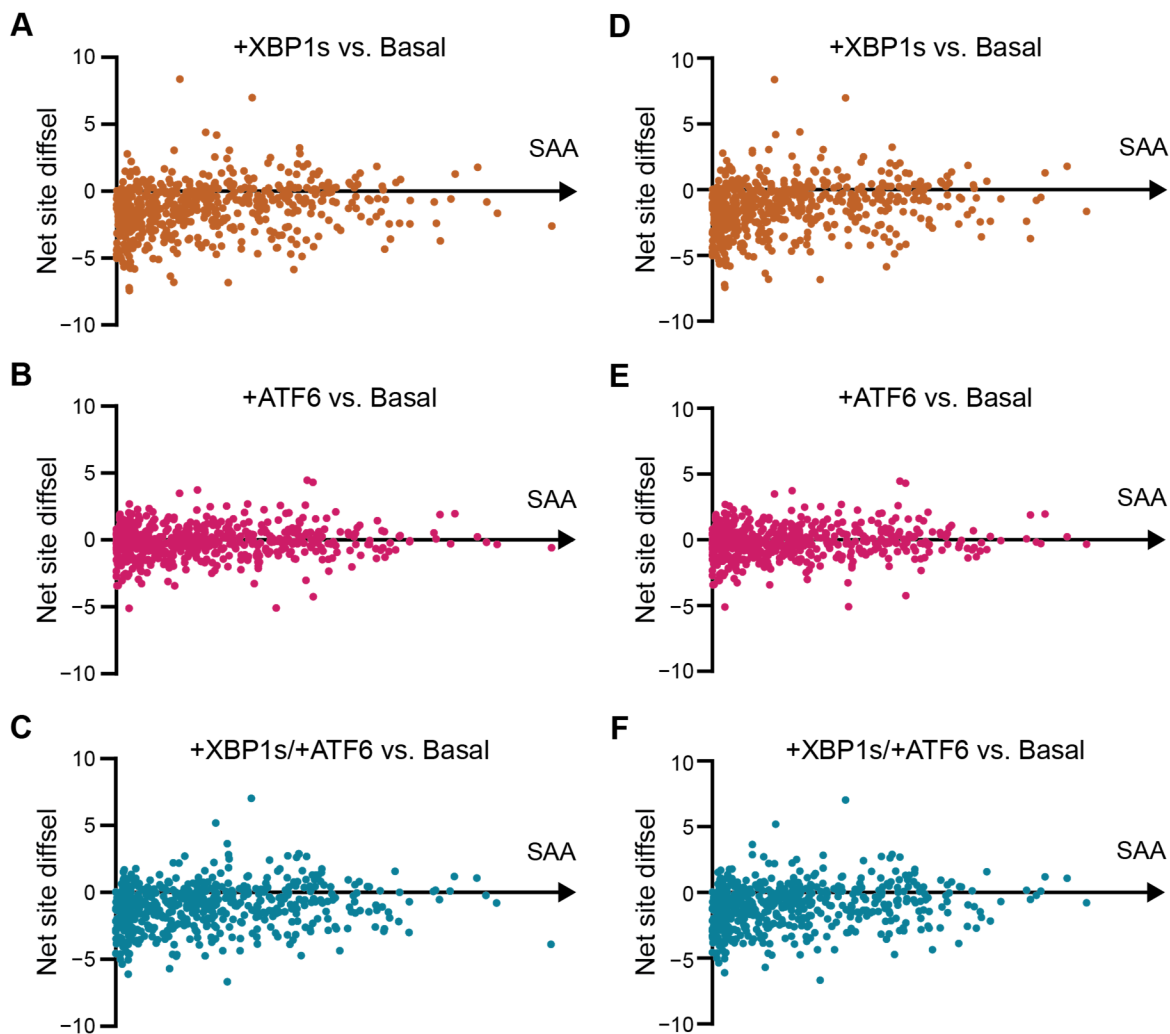 A
+XBP1s vs. Basal
10
5
0
−5
−10
Net site diffsel
SAA
D
+XBP1s vs. Basal
10
5
0
−5
−10
Net site diffsel
SAA
B
+ATF6 vs. Basal
10
5
0
−5
−10
Net site diffsel
SAA
E
+ATF6 vs. Basal
10
5
0
−5
−10
Net site diffsel
SAA
C
+XBP1s/+ATF6 vs. Basal
10
5
0
−5
−10
Net site diffsel
SAA
F
+XBP1s/+ATF6 vs. Basal
10
5
0
−5
−10
Net site diffsel
SAA